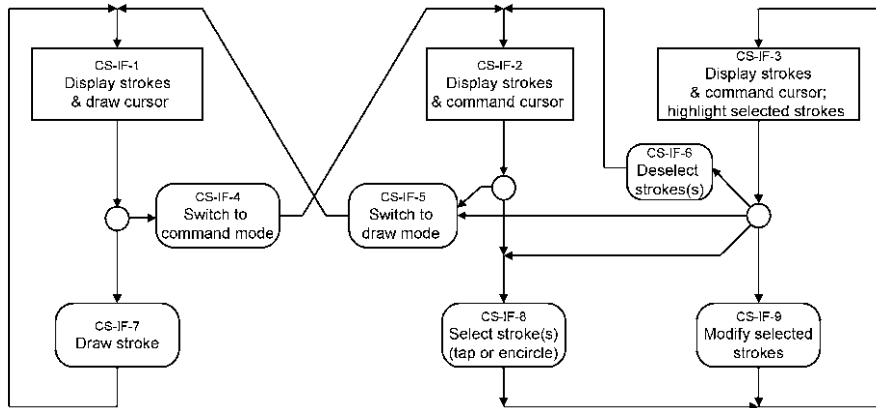 CS-IF-1
Display strokes
& draw cursor
CS-IF-2
Display strokes
& command cursor
CS-IF-3
Display strokes
& command cursor;
highlight selected strokes
CS-IF-4
Switch to
command mode
CS-IF-5
Switch to
draw mode
CS-IF-6
Deselect
strokes(s)
CS-IF-7
Draw stroke
CS-IF-8
Select stroke(s)
(tap or encircle)
CS-IF-9
Modify selected
strokes